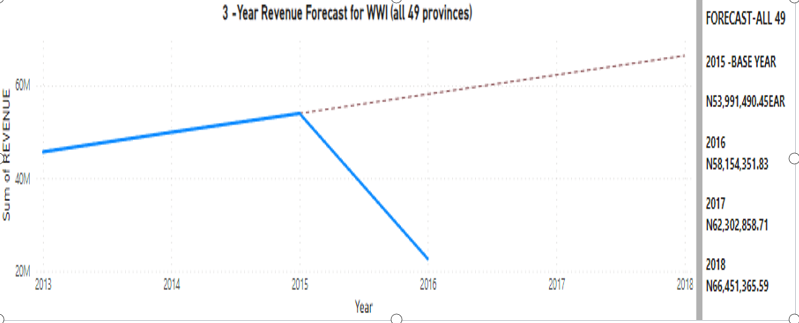 3 -Year Revenue Forecast for WWI (all 49 provinces)
Sum of REVENUE
60M
40M
20M
2013 2014 2015 2016 2017 2018
Year
FORECAST-ALL 49
2015 -BASE YEAR
N53,991,490.45EAR
2016
N58,154,351.83
2017
N62,302,858.71
2018
N66,451,365.59